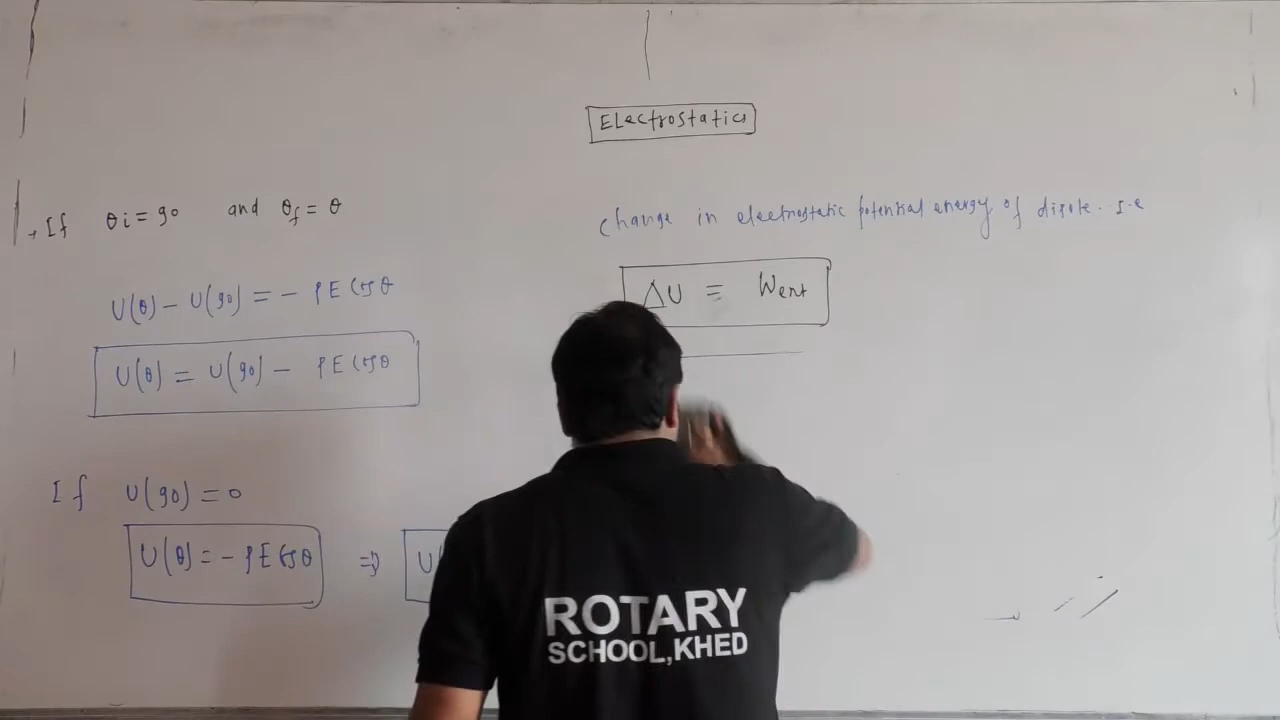 Electrostatics
→ If θi = 90 and θf = θ
U(θ) – U(90) = – PE Cosθ
U(θ) = U(90) – PE Cosθ
If U(90) = 0
U(θ) = – PE Cosθ ⇒ U
Change in electrostatic potential energy of dipole. I.e
ΔU = Wext
ROTARY
SCHOOL,KHED